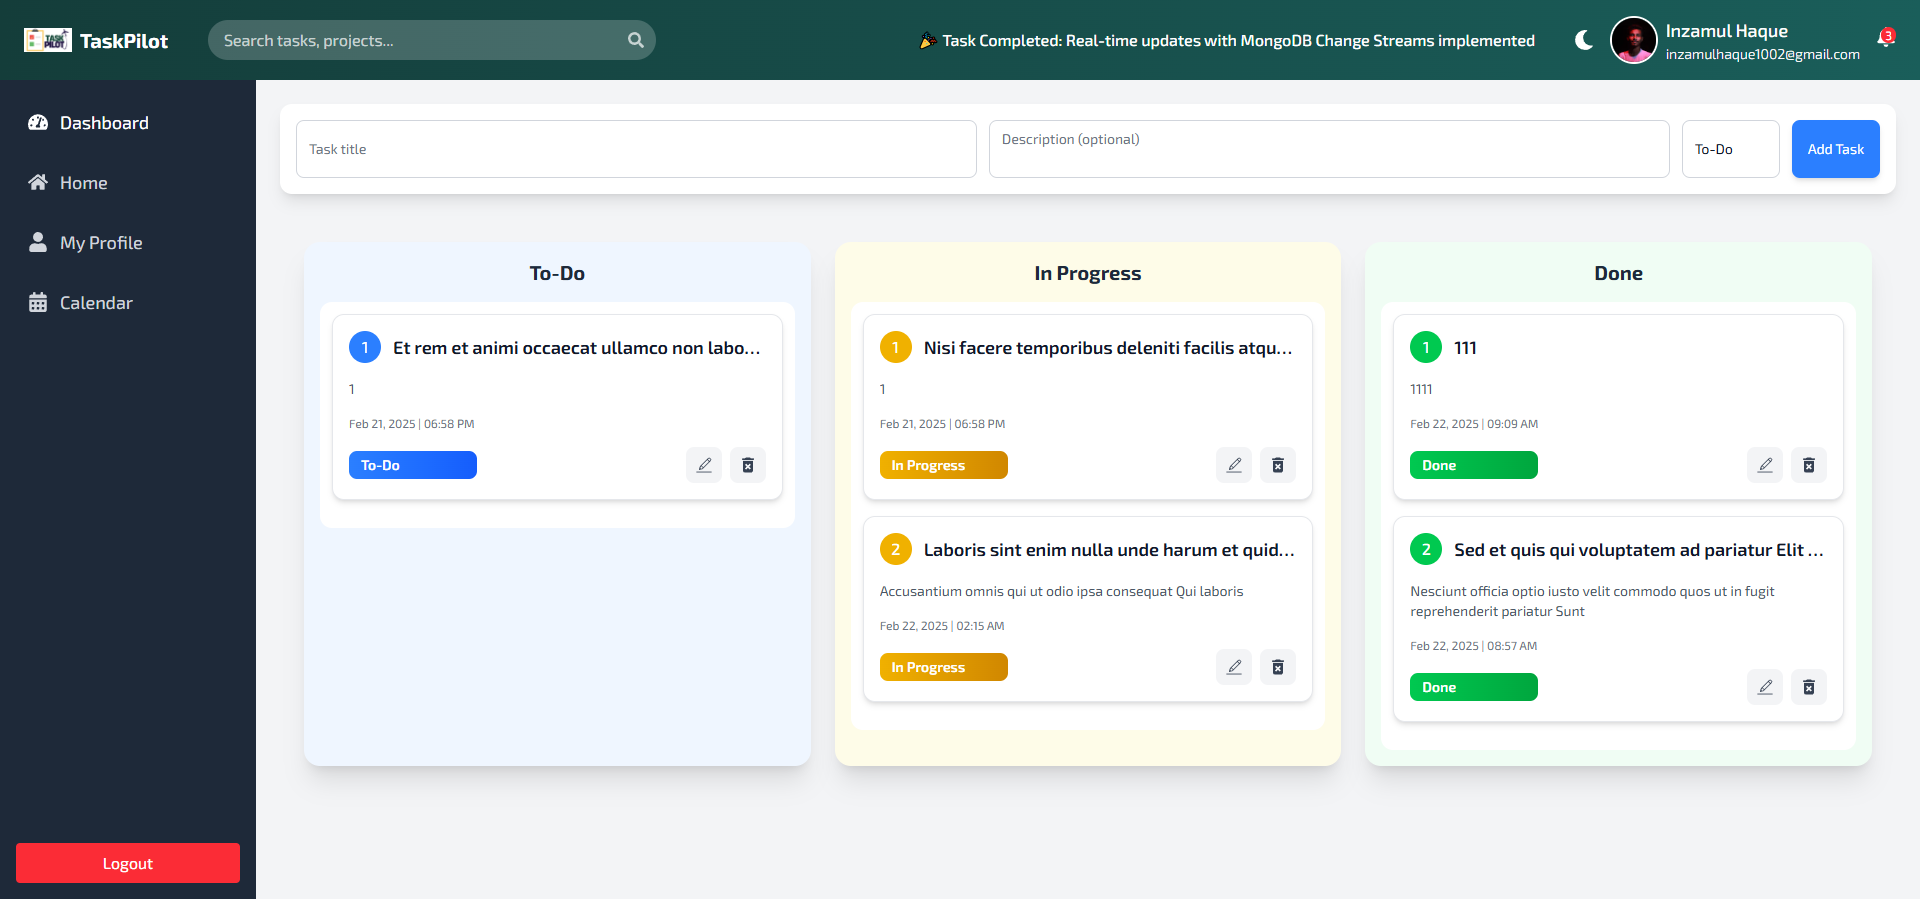 TASK PILOT
TaskPilot
Search tasks, projects...
🎉 Task Completed: Real-time updates with MongoDB Change Streams implemented
Inzamul Haque
inzamulhaque1002@gmail.com
3
Dashboard
Home
My Profile
Calendar
Logout
Task title
Description (optional)
To-Do
Add Task
To-Do
1 Et rem et animi occaecat ullamco non labo...
1
Feb 21, 2025 | 06:58 PM
To-Do
In Progress
1 Nisi facere temporibus deleniti facilis atqu...
1
Feb 21, 2025 | 06:58 PM
In Progress
2 Laboris sint enim nulla unde harum et quid...
Accusantium omnis qui ut odio ipsa consequat Qui laboris
Feb 22, 2025 | 02:15 AM
In Progress
Done
1 111
1111
Feb 22, 2025 | 09:09 AM
Done
2 Sed et quis qui voluptatem ad pariatur Elit ...
Nesciunt officia optio iusto velit commodo quos ut in fugit
reprehenderit pariatur Sunt
Feb 22, 2025 | 08:57 AM
Done